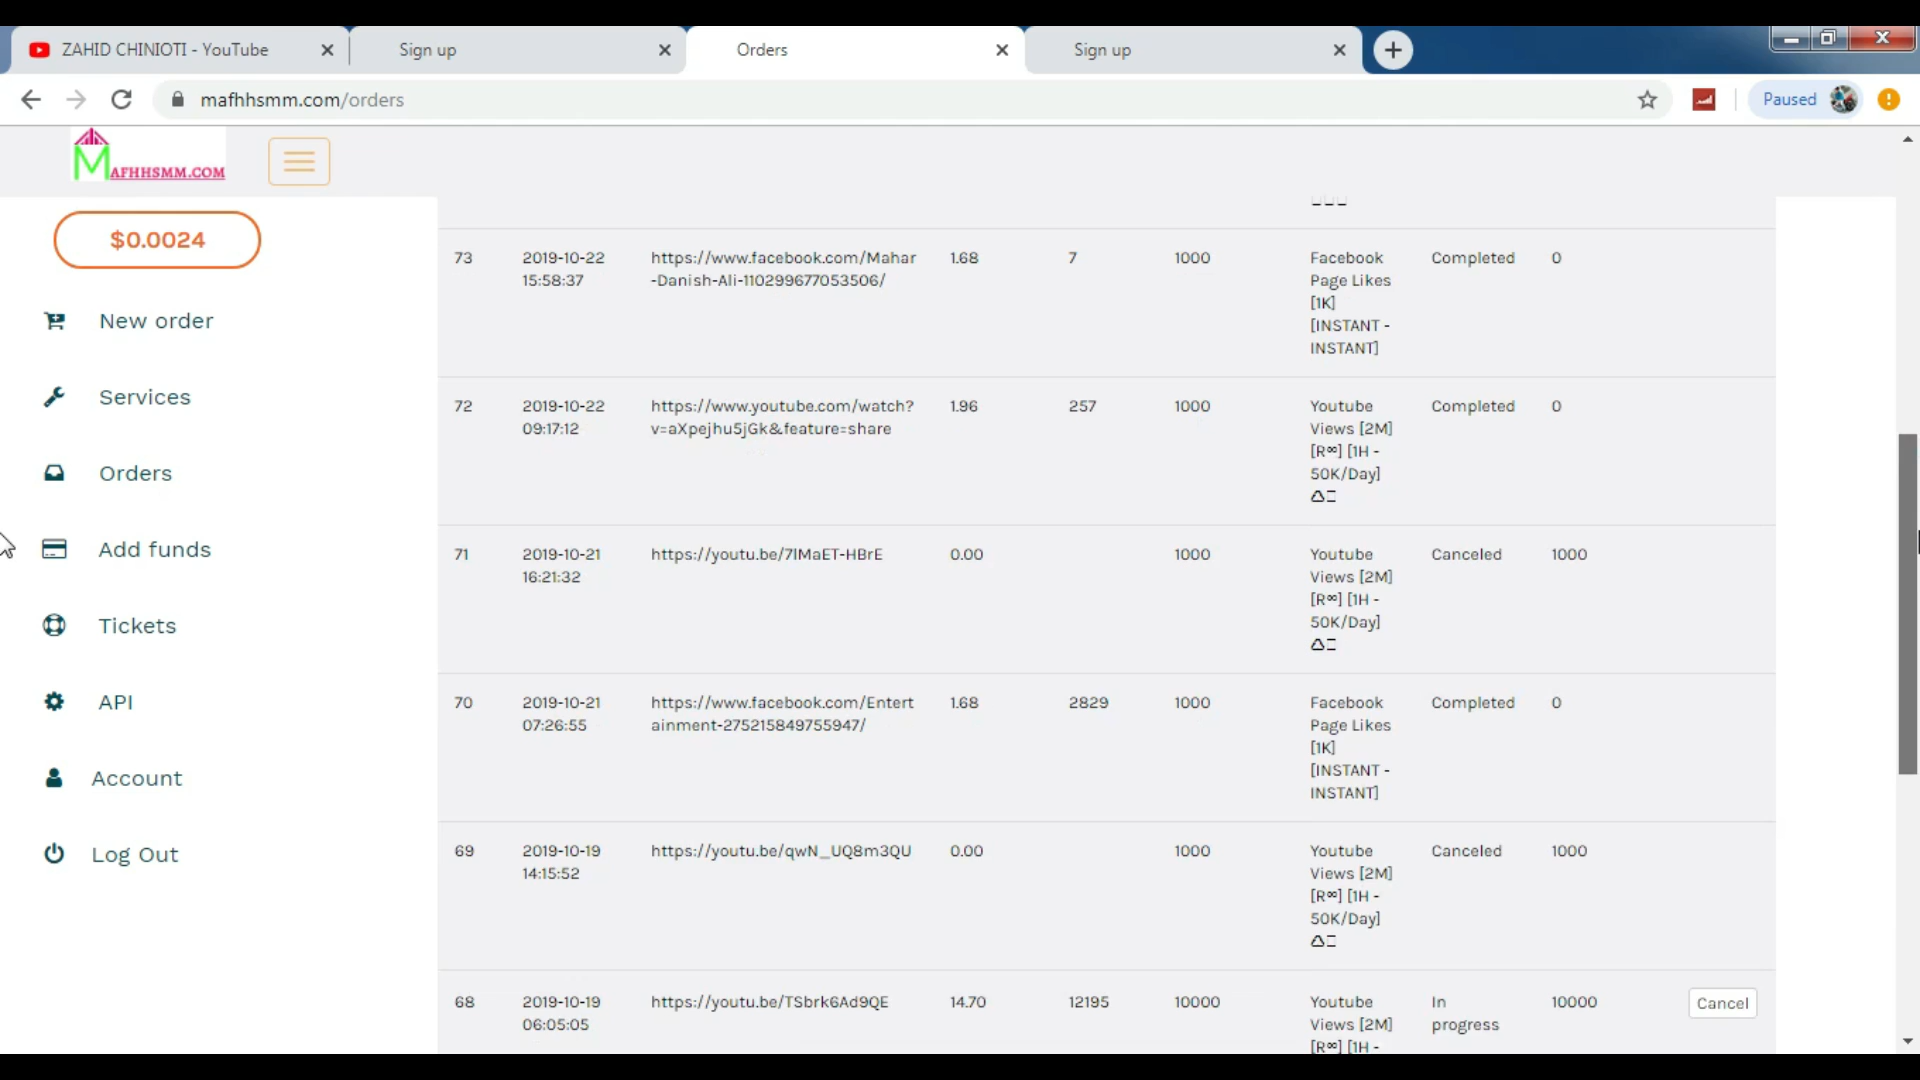 ZAHID CHINIOTI - YouTube
Sign up
Orders
Sign up
mafhhsmm.com/orders
Paused
MAFHHSMM.COM
$0.0024
New order
Services
Orders
Add funds
Tickets
API
Account
Log Out
73 2019-10-22 https://www.facebook.com/Mahar 1.68 7 1000 Facebook Completed 0
15:58:37 -Danish-Ali-110299677053506/ Page Likes
[1K]
[INSTANT -
INSTANT]
72 2019-10-22 https://www.youtube.com/watch? 1.96 257 1000 Youtube Completed 0
09:17:12 v=aXpejhu5jGk&feature=share Views [2M]
[R∞] [1H -
50K/Day]
71 2019-10-21 https://youtu.be/7lMaET-HBrE 0.00 1000 Youtube Canceled 1000
16:21:32 Views [2M]
[R∞] [1H -
50K/Day]
70 2019-10-21 https://www.facebook.com/Entert 1.68 2829 1000 Facebook Completed 0
07:26:55 ainment-275215849755947/ Page Likes
[1K]
[INSTANT -
INSTANT]
69 2019-10-19 https://youtu.be/qwN_UQ8m3QU 0.00 1000 Youtube Canceled 1000
14:15:52 Views [2M]
[R∞] [1H -
50K/Day]
68 2019-10-19 https://youtu.be/TSbrk6Ad9QE 14.70 12195 10000 Youtube In 10000 Cancel
06:05:05 Views [2M] progress
[R∞] [1H -